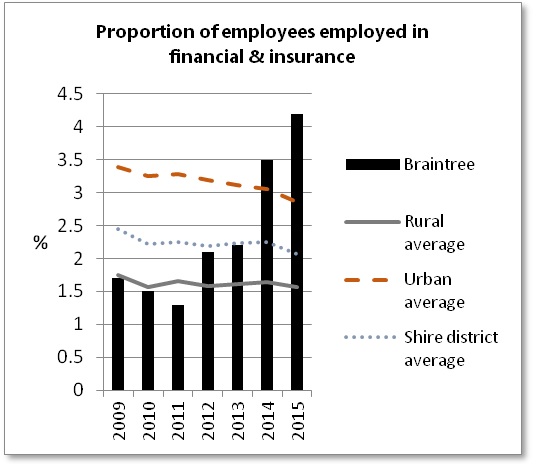 Proportion of employees employed in
financial & insurance
4.5
4
3.5
3
2.5
2
1.5
1
0.5
0
%
2009
2010
2011
2012
2013
2014
2015
Braintree
Rural
average
Urban
average
Shire district
average